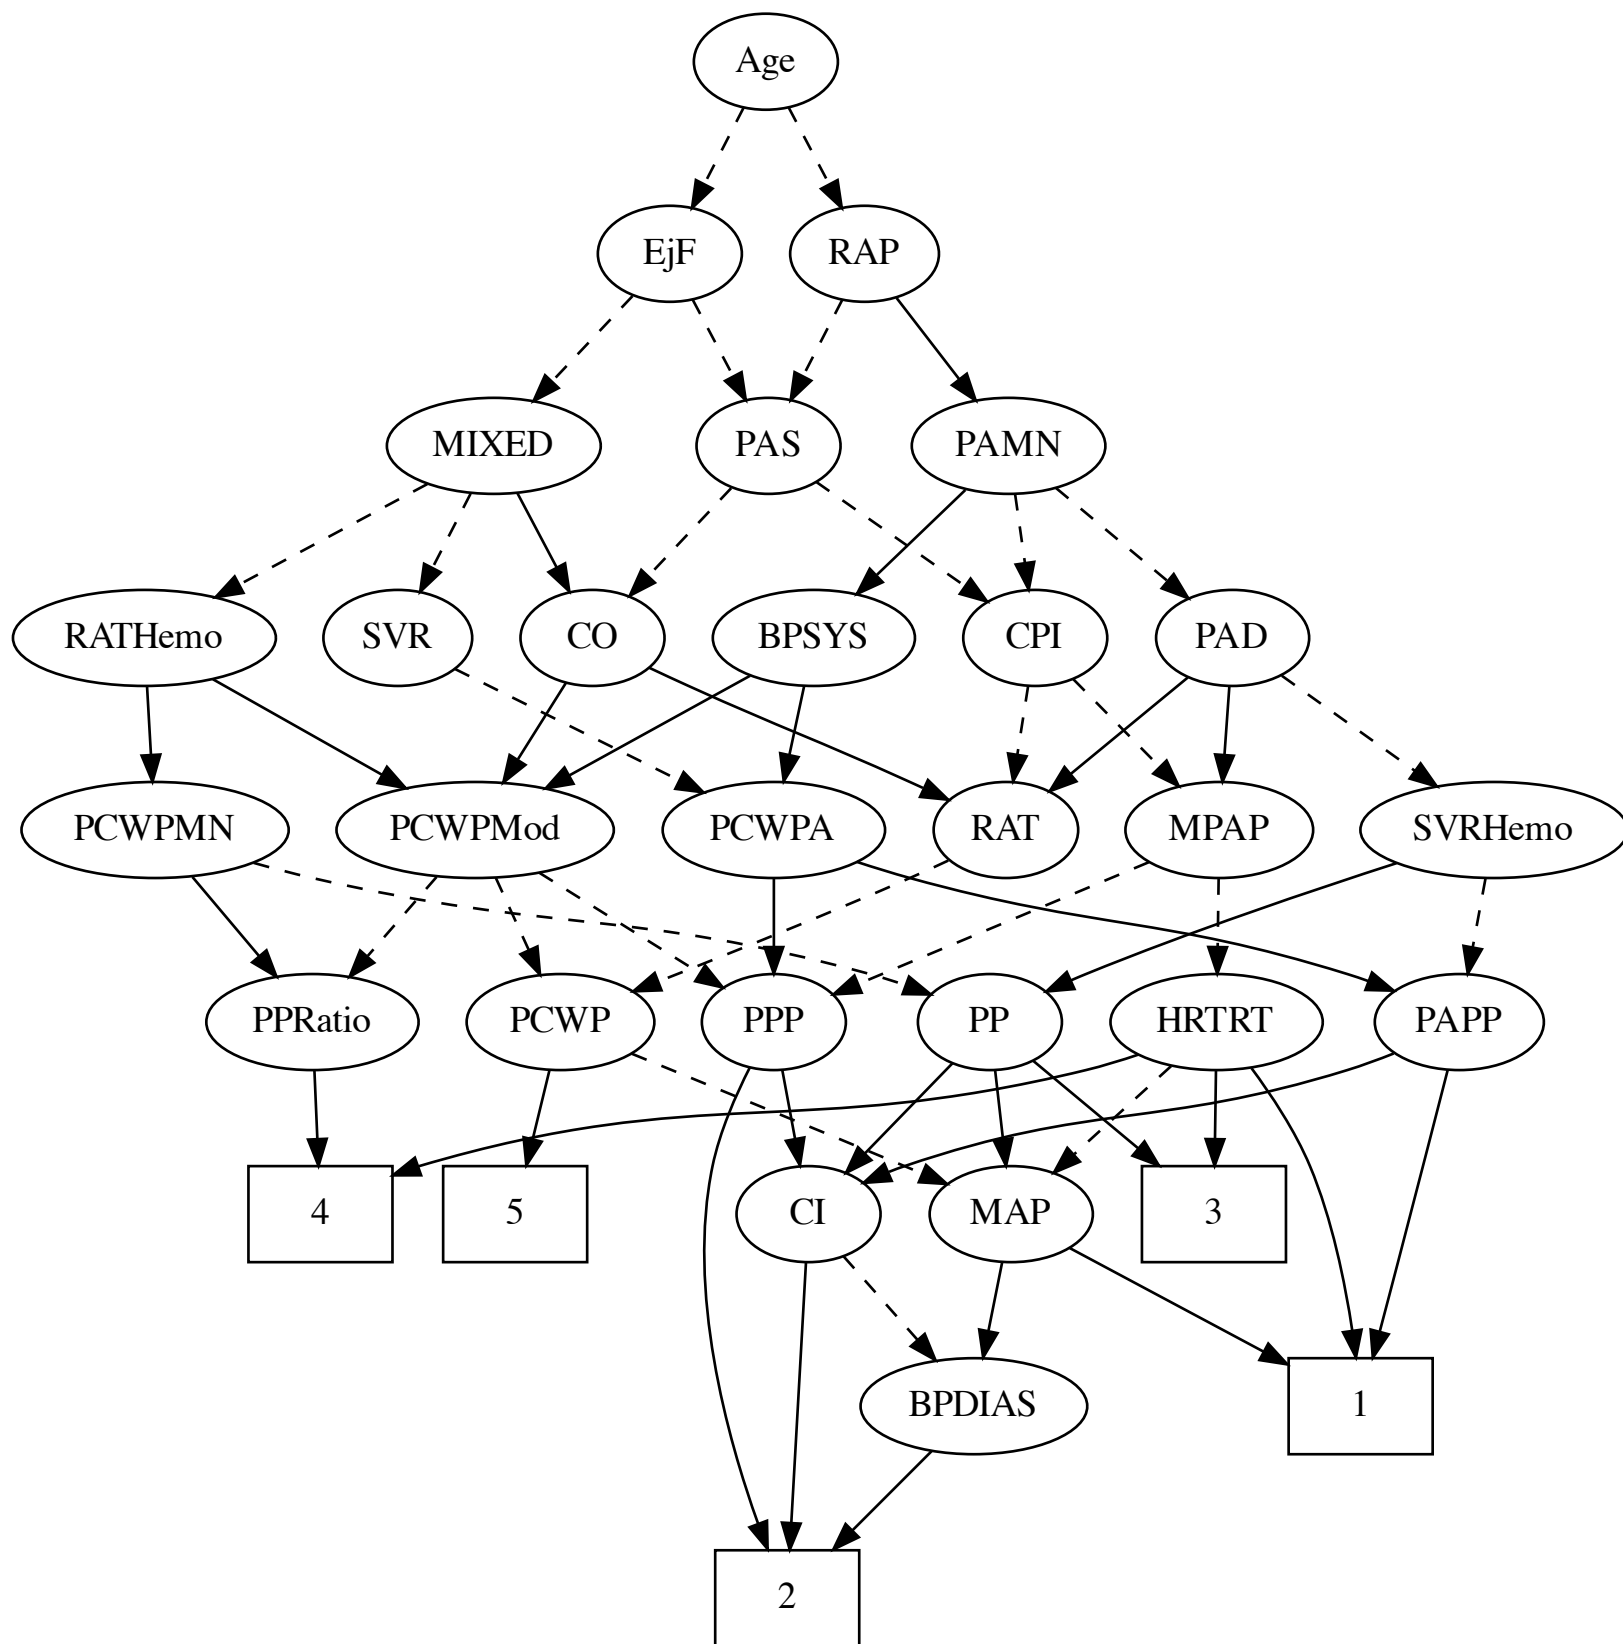 Age
EjF
RAP
MIXED
PAS
PAMN
RATHemo
SVR
CO
BPSYS
CPI
PAD
PCWPMN
PCWPMod
PCWPA
RAT
MPAP
SVRHemo
PPRatio
PCWP
PPP
PP
HRTRT
PAPP
4
5
CI
MAP
3
BPDIAS
1
2